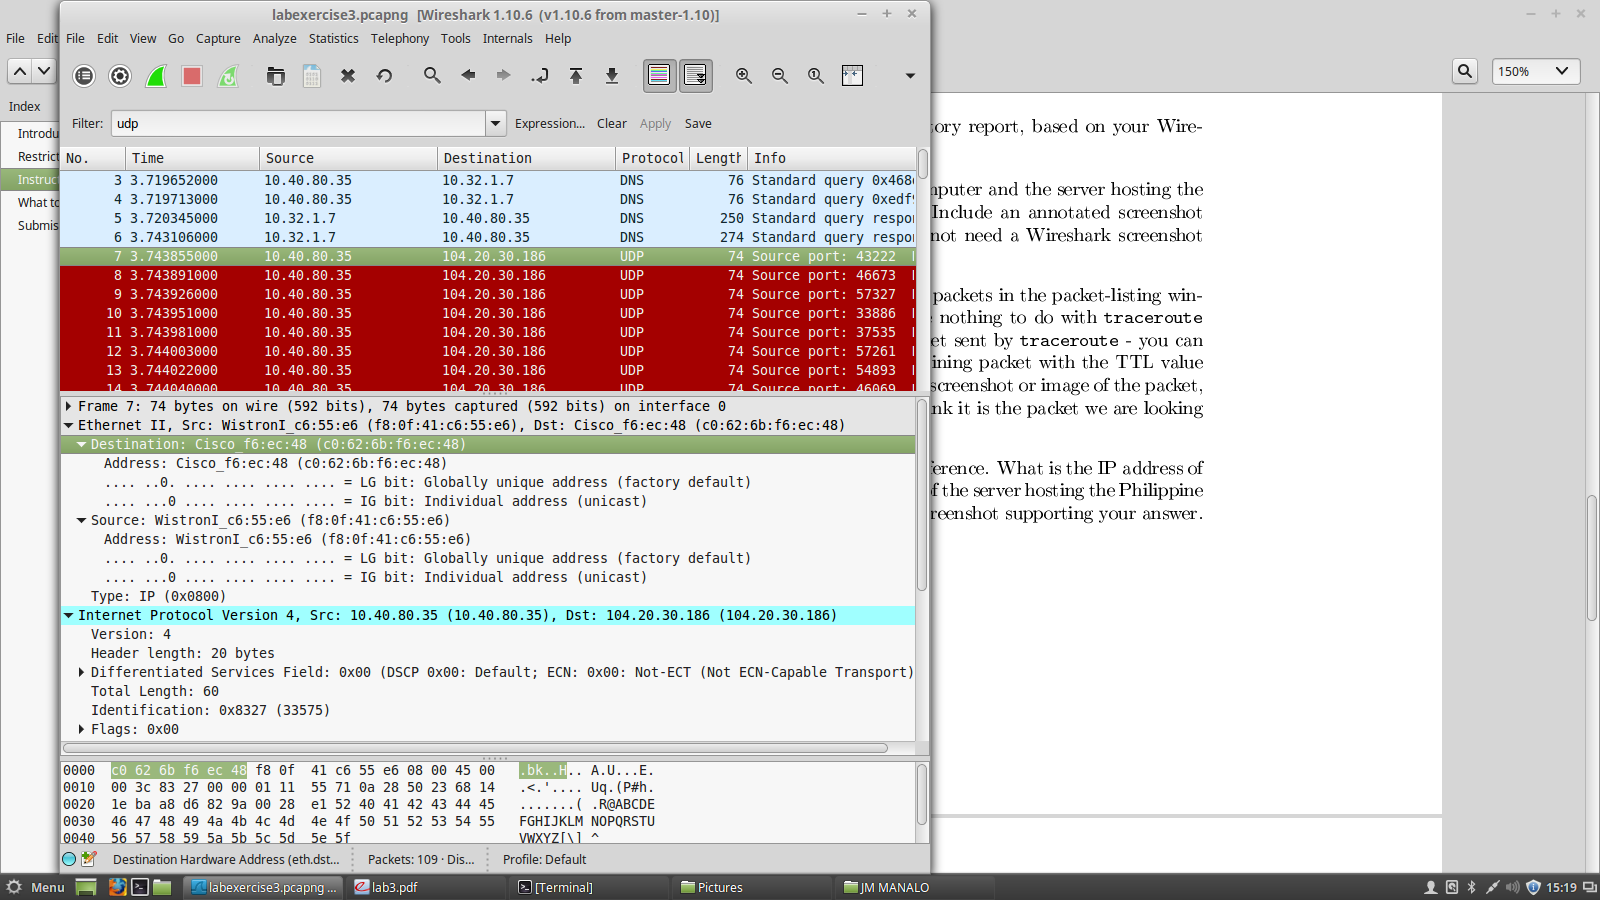 labexercise3.pcapng   [Wireshark 1.10.6  (v1.10.6 from master-1.10)]
File Edit
File Edit View Go Capture Analyze Statistics Telephony Tools Internals Help
150%
Index
Filter: udp Expression... Clear Apply Save
Introdu
Restrict
Instruc
What to
Submis
No. Time Source Destination Protocol Length Info
3 3.719652000 10.40.80.35 10.32.1.7 DNS 76 Standard query 0x468
4 3.719713000 10.40.80.35 10.32.1.7 DNS 76 Standard query 0xedf
5 3.720345000 10.32.1.7 10.40.80.35 DNS 250 Standard query respo
6 3.743106000 10.32.1.7 10.40.80.35 DNS 274 Standard query respo
7 3.743855000 10.40.80.35 104.20.30.186 UDP 74 Source port: 43222
8 3.743891000 10.40.80.35 104.20.30.186 UDP 74 Source port: 46673
9 3.743926000 10.40.80.35 104.20.30.186 UDP 74 Source port: 57327
10 3.743951000 10.40.80.35 104.20.30.186 UDP 74 Source port: 33886
11 3.743981000 10.40.80.35 104.20.30.186 UDP 74 Source port: 37535
12 3.744003000 10.40.80.35 104.20.30.186 UDP 74 Source port: 57261
13 3.744022000 10.40.80.35 104.20.30.186 UDP 74 Source port: 54893
14 3.744040000 10.40.80.35 104.20.30.186 UDP 74 Source port: 46069
Frame 7: 74 bytes on wire (592 bits), 74 bytes captured (592 bits) on interface 0
Ethernet II, Src: WistronI_c6:55:e6 (f8:0f:41:c6:55:e6), Dst: Cisco_f6:ec:48 (c0:62:6b:f6:ec:48)
Destination: Cisco_f6:ec:48 (c0:62:6b:f6:ec:48)
Address: Cisco_f6:ec:48 (c0:62:6b:f6:ec:48)
.... ..0. .... .... .... .... = LG bit: Globally unique address (factory default)
.... ...0 .... .... .... .... = IG bit: Individual address (unicast)
Source: WistronI_c6:55:e6 (f8:0f:41:c6:55:e6)
Address: WistronI_c6:55:e6 (f8:0f:41:c6:55:e6)
.... ..0. .... .... .... .... = LG bit: Globally unique address (factory default)
.... ...0 .... .... .... .... = IG bit: Individual address (unicast)
Type: IP (0x0800)
Internet Protocol Version 4, Src: 10.40.80.35 (10.40.80.35), Dst: 104.20.30.186 (104.20.30.186)
Version: 4
Header length: 20 bytes
Differentiated Services Field: 0x00 (DSCP 0x00: Default; ECN: 0x00: Not-ECT (Not ECN-Capable Transport)
Total Length: 60
Identification: 0x8327 (33575)
Flags: 0x00
0000 c0 62 6b f6 ec 48 f8 0f 41 c6 55 e6 08 00 45 00 .bk..H.. A.U...E.
0010 00 3c 83 27 00 00 01 11 55 71 0a 28 50 23 68 14 .<.'.... Uq.(P#h.
0020 1e ba a8 d6 82 9a 00 28 e1 52 40 41 42 43 44 45 .......( .R@ABCDE
0030 46 47 48 49 4a 4b 4c 4d 4e 4f 50 51 52 53 54 55 FGHIJKLM NOPQRSTU
0040 56 57 58 59 5a 5b 5c 5d 5e 5f VWXYZ[\] ^
Destination Hardware Address (eth.dst... Packets: 109 · Dis... Profile: Default
tory report, based on your Wire-
mputer and the server hosting the
Include an annotated screenshot
not need a Wireshark screenshot
packets in the packet-listing win-
nothing to do with traceroute
et sent by traceroute - you can
ining packet with the TTL value
screenshot or image of the packet,
nk it is the packet we are looking
ference. What is the IP address of
f the server hosting the Philippine
reenshot supporting your answer.
Menu labexercise3.pcapng ... lab3.pdf [Terminal] Pictures JM MANALO 15:19